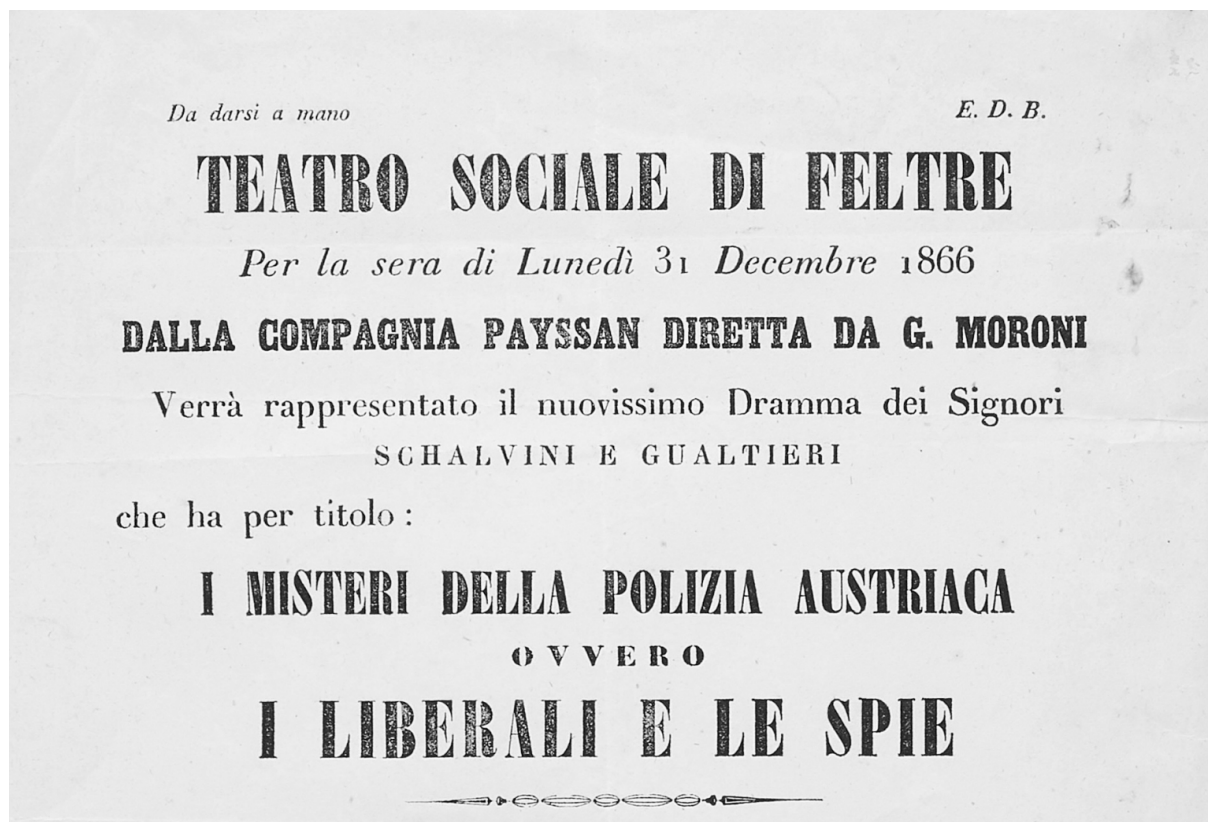 Da darsi a mano E. D. B.
TEATRO SOCIALE DI FELTRE
Per la sera di Lunedì 31 Decembre 1866
DALLA COMPAGNIA PAYSSAN DIRETTA DA G. MORONI
Verrà rappresentato il nuovissimo Dramma dei Signori
SCHALVINI E GUALTIERI
che ha per titolo :
I MISTERI DELLA POLIZIA AUSTRIACA
OVVERO
I LIBERALI E LE SPIE